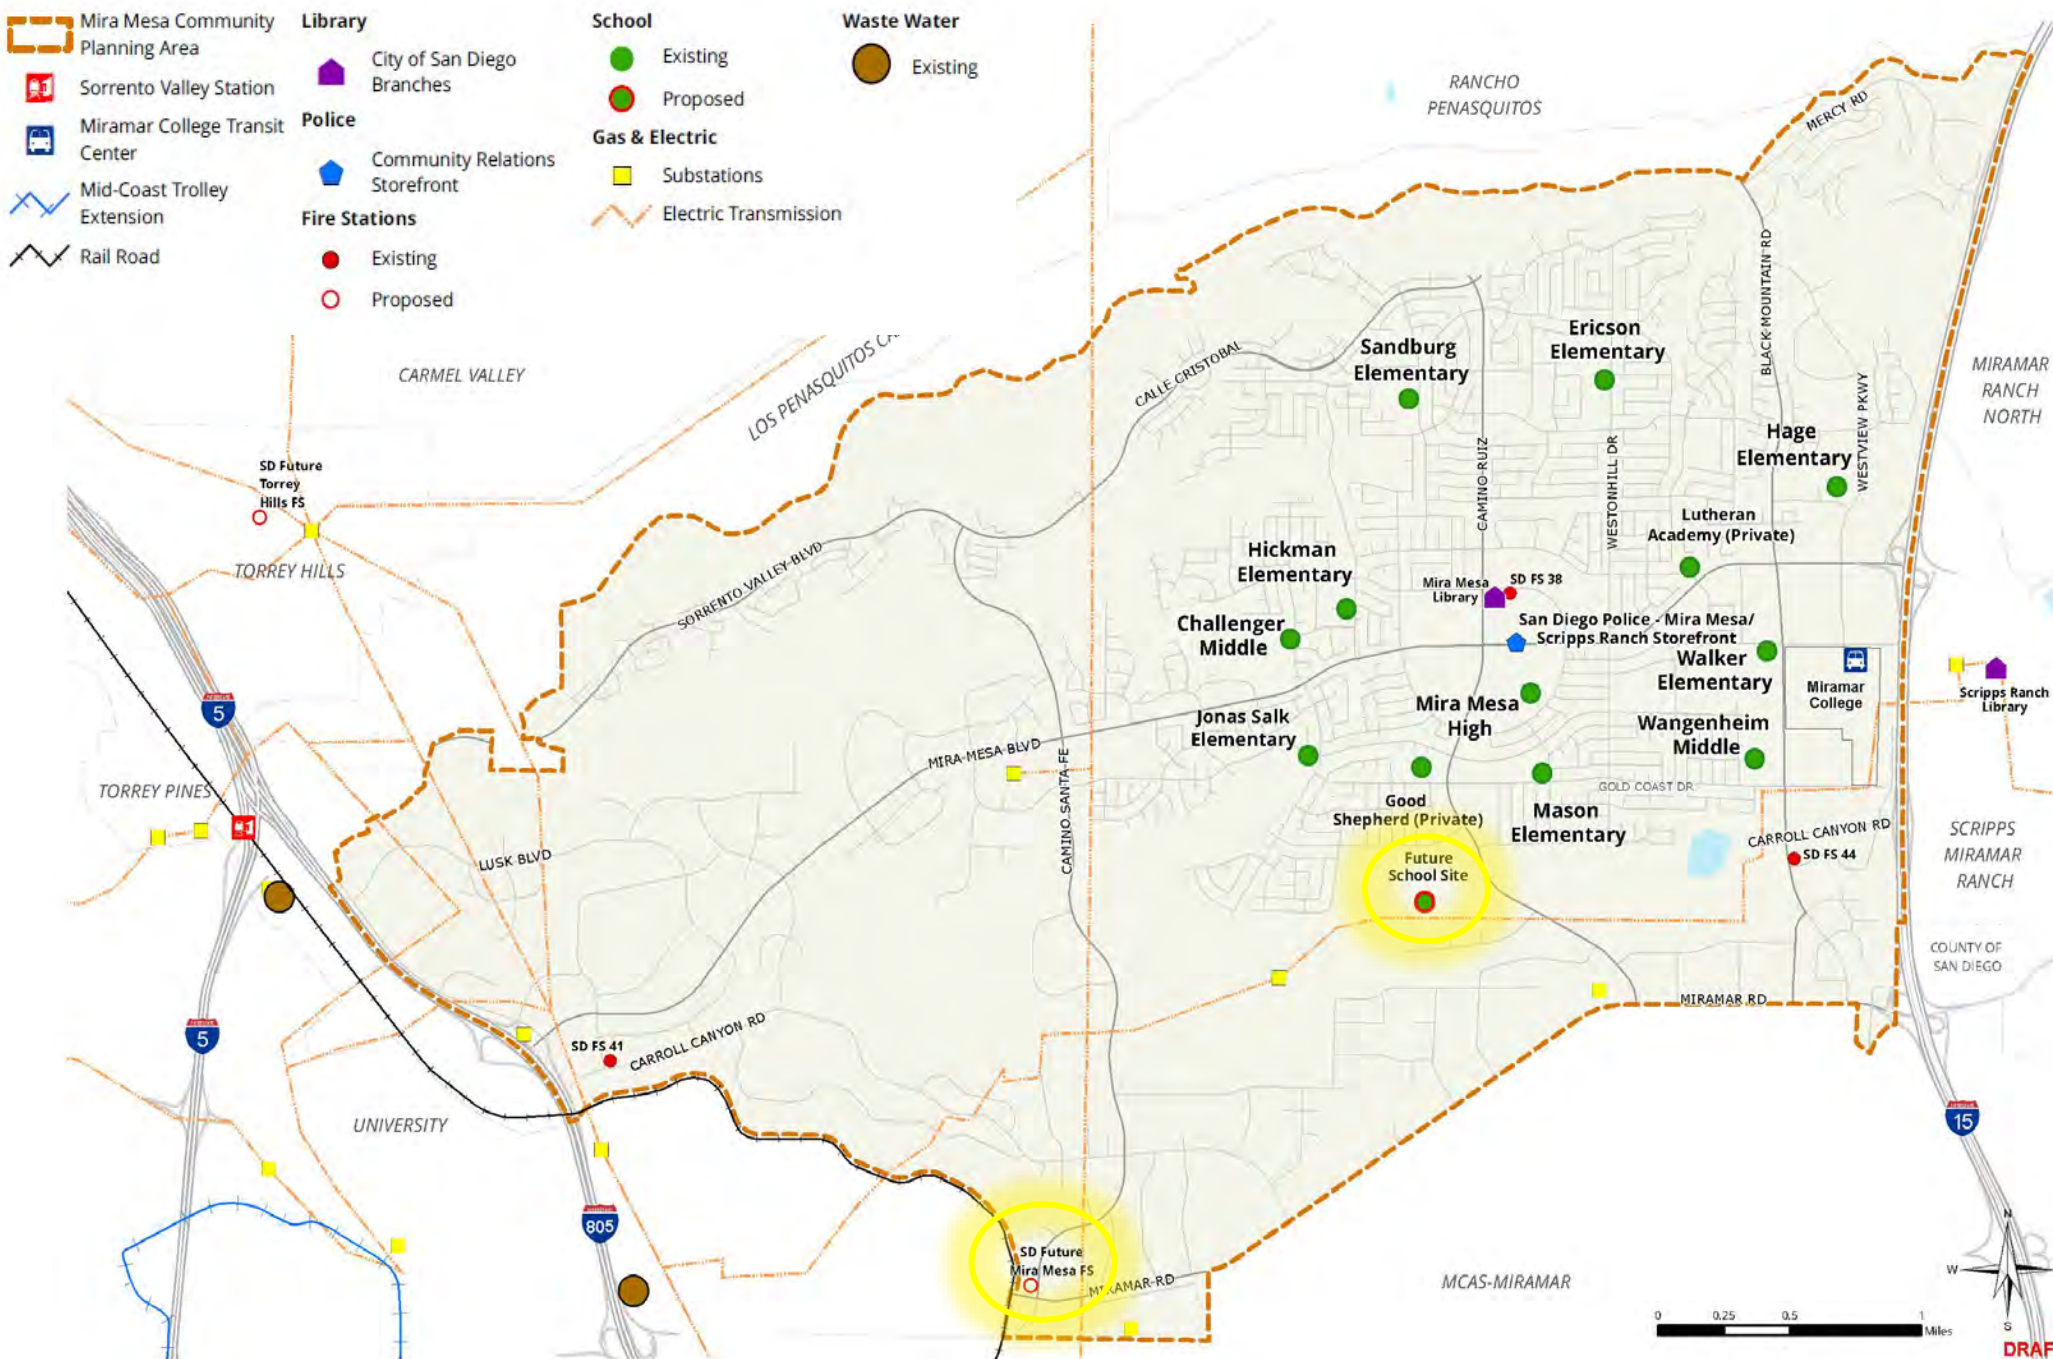 Mira Mesa Community
Planning Area
Sorrento Valley Station
Miramar College Transit
Center
Mid-Coast Trolley
Extension
Rail Road
Library
City of San Diego
Branches
Police
Community Relations
Storefront
Fire Stations
Existing
Proposed
School
Existing
Proposed
Gas & Electric
Substations
Electric Transmission
Waste Water
Existing
RANCHO
PENASQUITOS
MERCY RD
BLACK MOUNTAIN RD
CARMEL VALLEY
LOS PENASQUITOS
CALLE CRISTOBAL
Sandburg
Elementary
Ericson
Elementary
MIRAMAR
RANCH
NORTH
Hage
Elementary
WESTVIEW PKWY
CAMINO RUIZ
WESTONHILL DR
SD Future
Torrey
Hills FS
TORREY HILLS
Lutheran
Academy (Private)
SORRENTO VALLEY BLVD
Hickman
Elementary
Mira Mesa
Library
SD FS 38
Challenger
Middle
San Diego Police - Mira Mesa/
Scripps Ranch Storefront
Walker
Elementary
Miramar
College
Scripps Ranch
Library
5
Jonas Salk
Elementary
Mira Mesa
High
Wangenheim
Middle
MIRA MESA BLVD
CAMINO SANTA FE
TORREY PINES
GOLD COAST DR
Good
Shepherd (Private)
Mason
Elementary
CARROLL CANYON RD
SD FS 44
SCRIPPS
MIRAMAR
RANCH
LUSK BLVD
Future
School Site
COUNTY OF
SAN DIEGO
MIRAMAR RD
5
SD FS 41
CARROLL CANYON RD
UNIVERSITY
15
805
SD Future
Mira Mesa FS
MIRAMAR RD
MCAS-MIRAMAR
N
W
S
0 0.25 0.5 1
Miles
DRAF